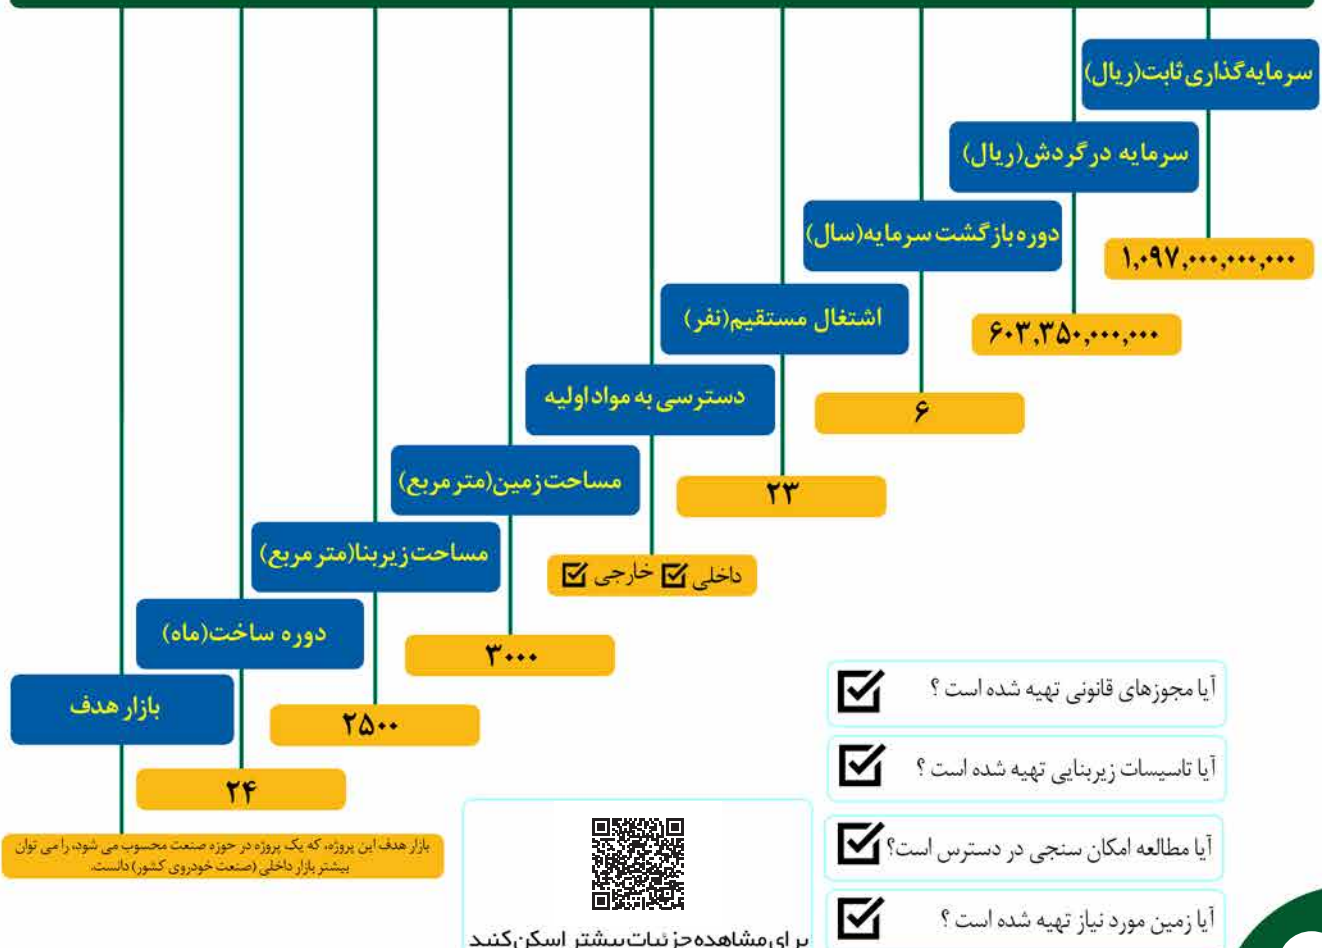 سرمایه‌گذاری ثابت(ریال)
۱,۰۹۷,۰۰۰,۰۰۰,۰۰۰
سرمایه در گردش(ریال)
۶۰۳,۳۵۰,۰۰۰,۰۰۰
دوره بازگشت سرمایه(سال)
۶
اشتغال مستقیم(نفر)
۲۳
دسترسی به مواد اولیه
داخلی ☑ خارجی ☑
مساحت زمین(متر مربع)
۳۰۰۰
مساحت زیربنا(متر مربع)
۲۵۰۰
دوره ساخت(ماه)
۲۴
بازار هدف
بازار هدف این پروژه، که یک پروژه در حوزه صنعت محسوب می شود، را می توان
بیشتر بازار داخلی (صنعت خودروی کشور) دانست.
آیا مجوزهای قانونی تهیه شده است ؟ ☑
آیا تاسیسات زیربنایی تهیه شده است ؟ ☑
آیا مطالعه امکان سنجی در دسترس است؟ ☑
آیا زمین مورد نیاز تهیه شده است ؟ ☑
برای مشاهده جزئیات بیشتر اسکن کنید